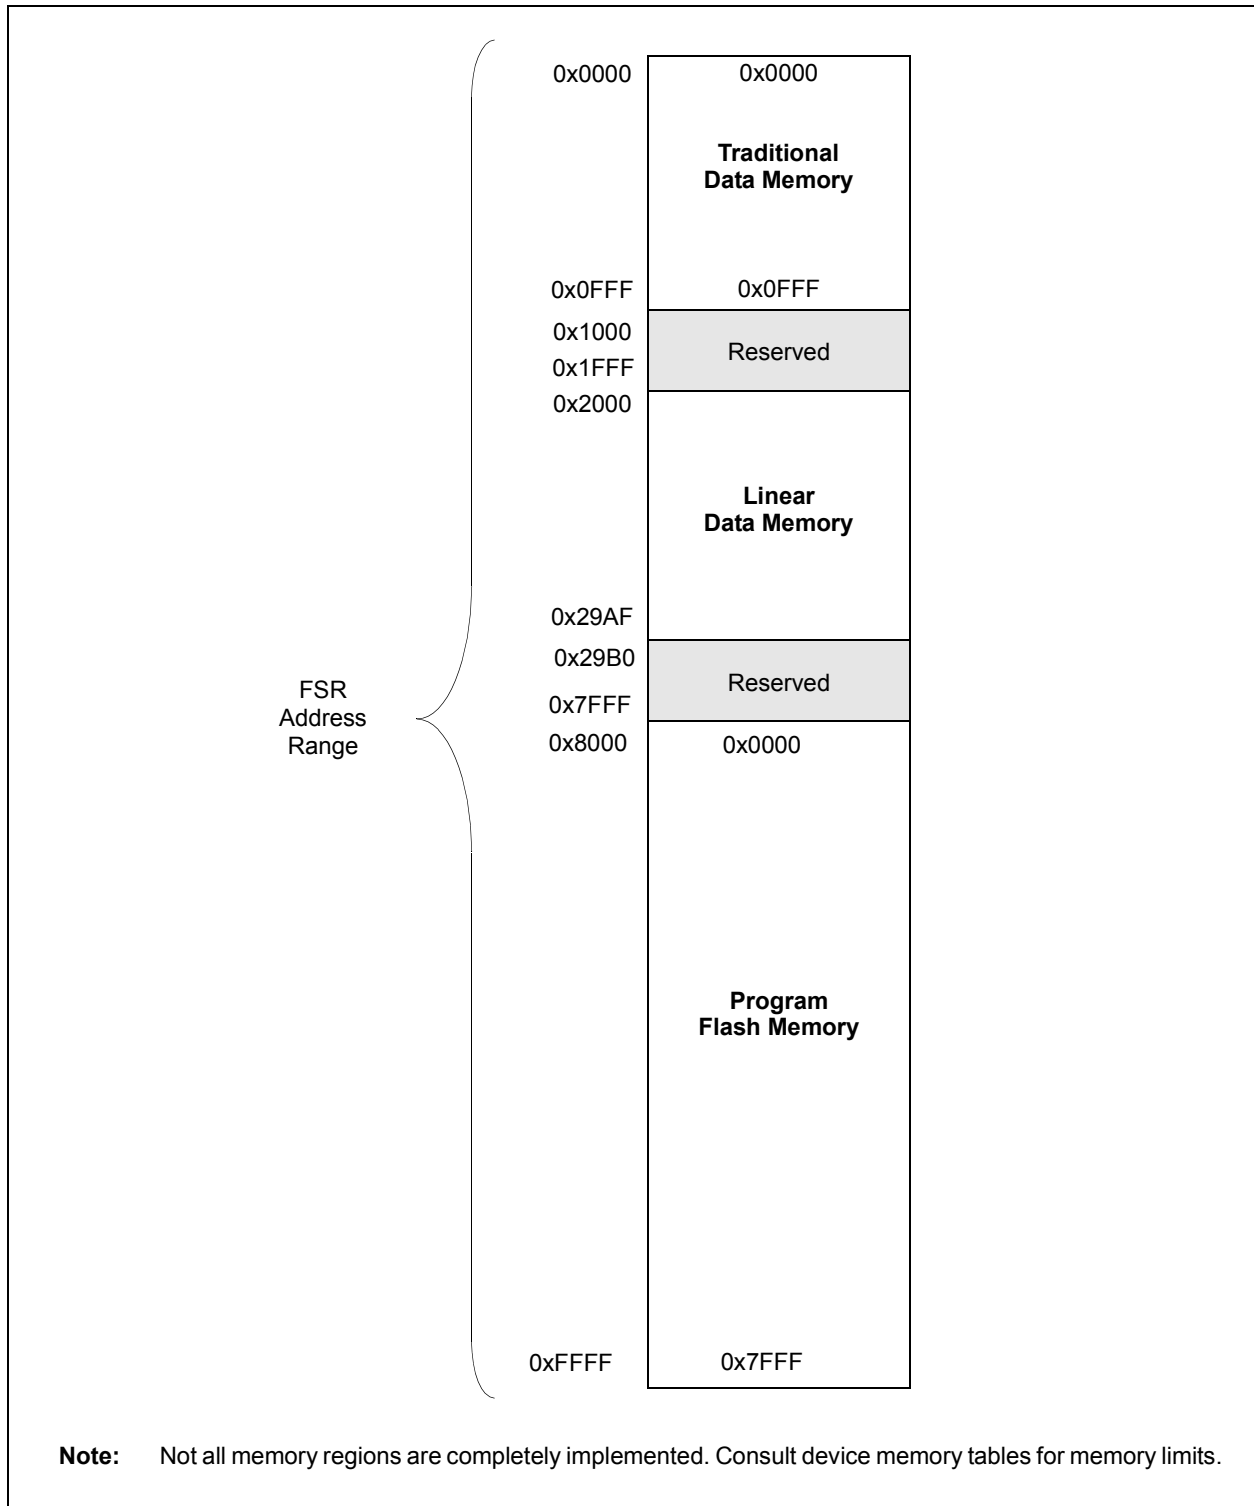 0x0000 0x0000
Traditional
Data Memory
0x0FFF 0x0FFF
0x1000
Reserved
0x1FFF
0x2000
Linear
Data Memory
0x29AF
0x29B0
Reserved
0x7FFF
FSR
Address
Range
0x8000 0x0000
Program
Flash Memory
0xFFFF 0x7FFF
Note: Not all memory regions are completely implemented. Consult device memory tables for memory limits.